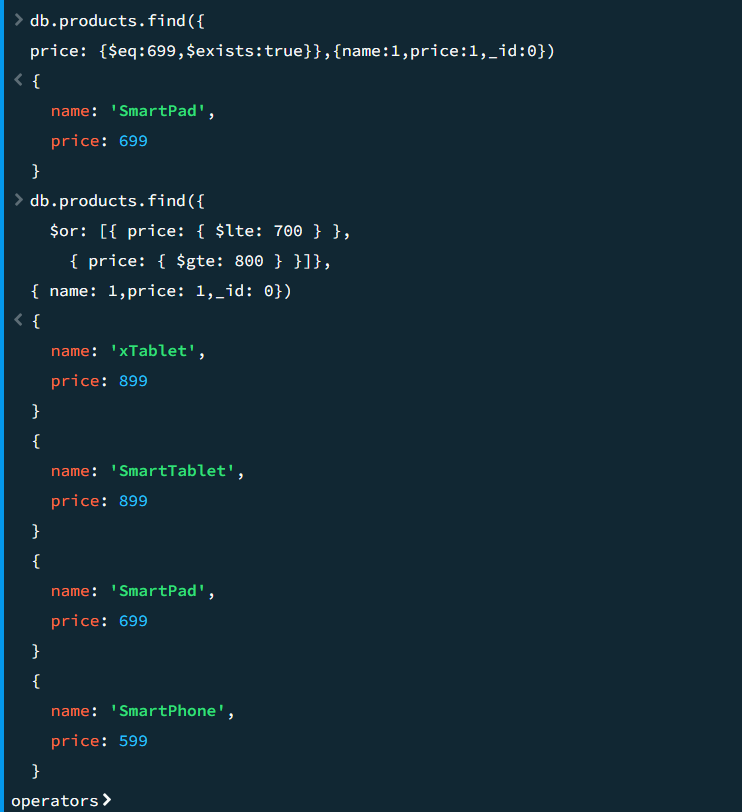 > db.products.find({
price: {$eq:699,$exists:true}},{name:1,price:1,_id:0})
< {
name: 'SmartPad',
price: 699
}
> db.products.find({
$or: [{ price: { $lte: 700 } },
{ price: { $gte: 800 } }]},
{ name: 1,price: 1,_id: 0})
< {
name: 'xTablet',
price: 899
}
{
name: 'SmartTablet',
price: 899
}
{
name: 'SmartPad',
price: 699
}
{
name: 'SmartPhone',
price: 599
}
operators>